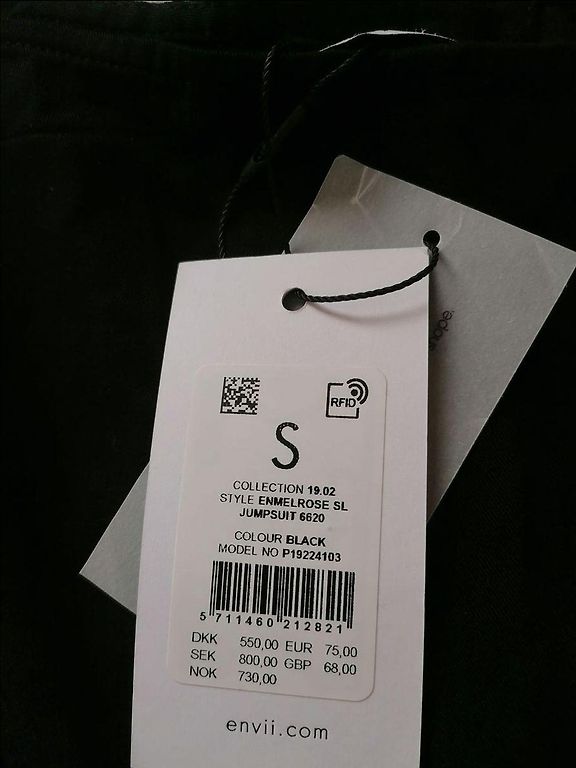 RFID
S
COLLECTION 19.02
STYLE ENMELROSE SL
JUMPSUIT 6620
COLOUR BLACK
MODEL NO P19224103
5 711460 212821
DKK 550,00 EUR 75,00
SEK 800,00 GBP 68,00
NOK 730,00
envii.com